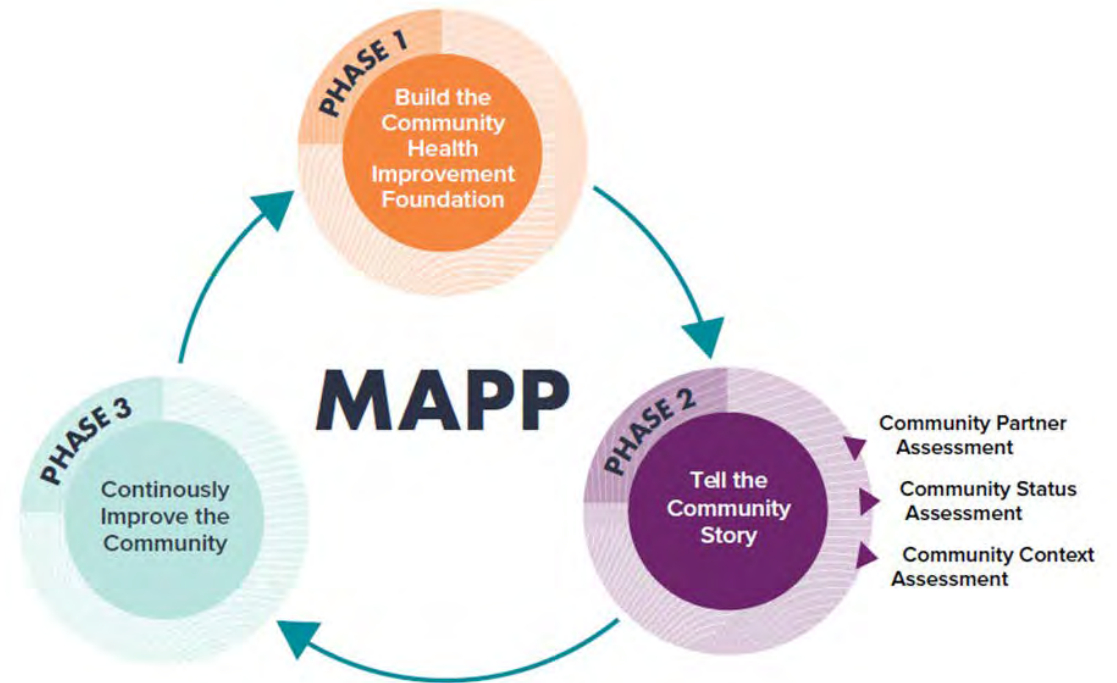 PHASE 1
Build the
Community
Health
Improvement
Foundation
MAPP
PHASE 2
Tell the
Community
Story
Community Partner
Assessment
Community Status
Assessment
Community Context
Assessment
PHASE 3
Continously
Improve the
Community